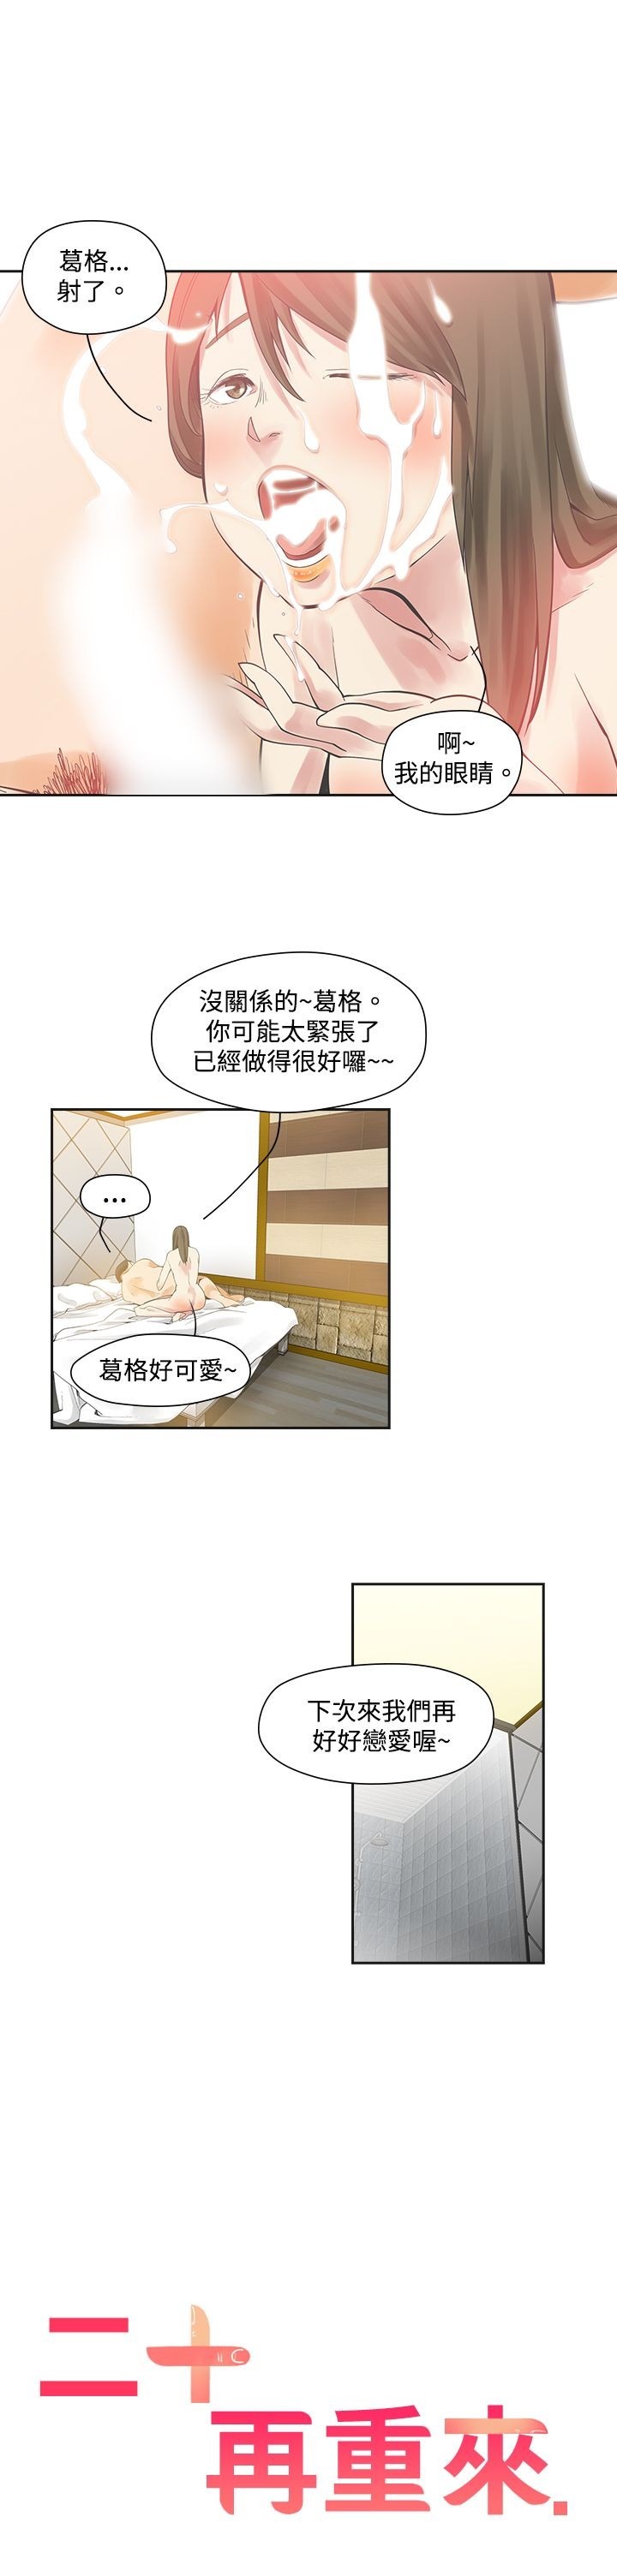 葛格...
射了。
啊~
我的眼睛。
沒關係的~葛格。
你可能太緊張了
已經做得很好囉~~
...
葛格好可愛~
下次來我們再
好好戀愛喔~
二十
再重來.